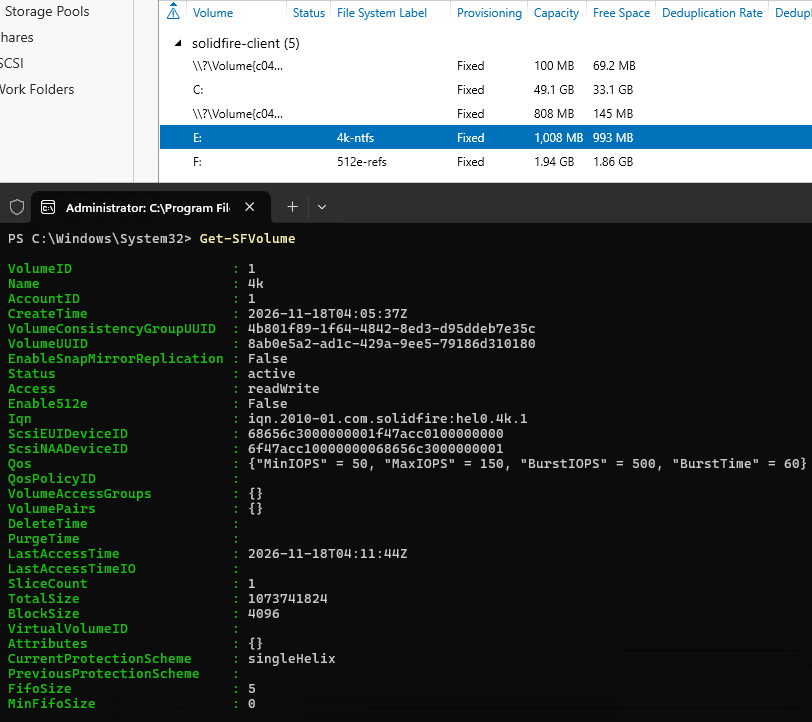 Storage Pools
hares
SCSI
Work Folders
Volume Status File System Label Provisioning Capacity Free Space Deduplication Rate Dedupl
solidfire-client (5)
\\?\Volume{c04... Fixed 100 MB 69.2 MB
C: Fixed 49.1 GB 33.1 GB
\\?\Volume{c04... Fixed 808 MB 145 MB
E: 4k-ntfs Fixed 1,008 MB 993 MB
F: 512e-refs Fixed 1.94 GB 1.86 GB
Administrator: C:\Program Fil
PS C:\Windows\System32> Get-SFVolume
VolumeID : 1
Name : 4k
AccountID : 1
CreateTime : 2026-11-18T04:05:37Z
VolumeConsistencyGroupUUID : 4b801f89-1f64-4842-8ed3-d95ddeb7e35c
VolumeUUID : 8ab0e5a2-ad1c-429a-9ee5-79186d310180
EnableSnapMirrorReplication : False
Status : active
Access : readWrite
Enable512e : False
Iqn : iqn.2010-01.com.solidfire:hel0.4k.1
ScsiEUIDeviceID : 68656c3000000001f47acc0100000000
ScsiNAADeviceID : 6f47acc10000000068656c3000000001
Qos : {"MinIOPS" = 50, "MaxIOPS" = 150, "BurstIOPS" = 500, "BurstTime" = 60}
QosPolicyID :
VolumeAccessGroups : {}
VolumePairs : {}
DeleteTime :
PurgeTime :
LastAccessTime : 2026-11-18T04:11:44Z
LastAccessTimeIO :
SliceCount : 1
TotalSize : 1073741824
BlockSize : 4096
VirtualVolumeID :
Attributes : {}
CurrentProtectionScheme : singleHelix
PreviousProtectionScheme :
FifoSize : 5
MinFifoSize : 0